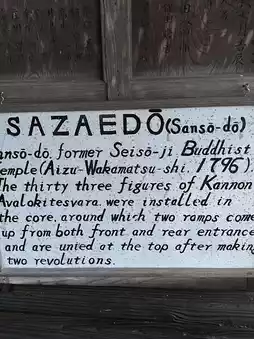 SAZAEDŌ(Sansō-dō)
ansō-dō, former Seisō-ji Buddhist
emple(Aizu-Wakamatsu-shi, 1796).
The thirty three figures of Kannon
Avalokitesvara were installed in
the core, around which two ramps come
up from both front and rear entrance
and are unied at the top after making
two revolutions.